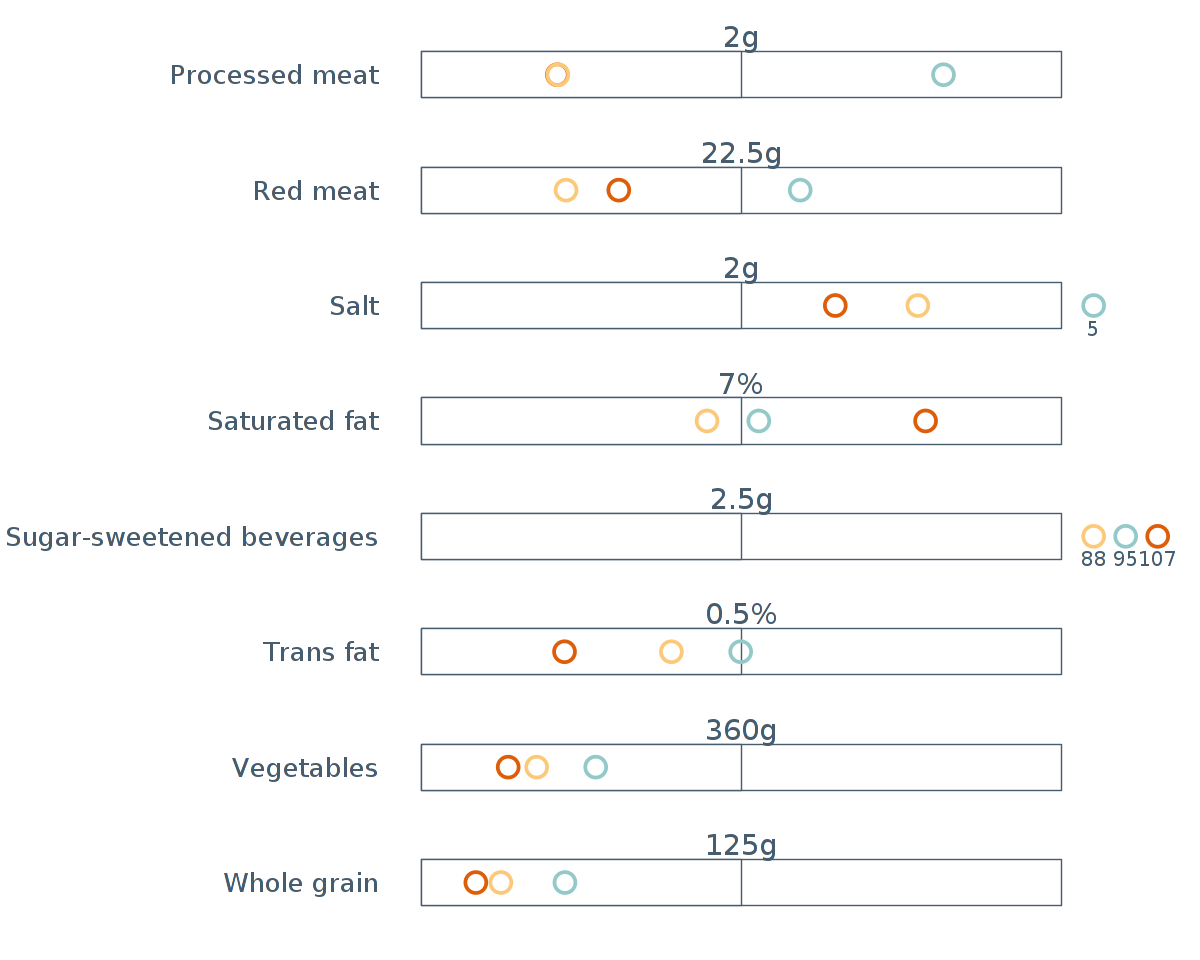 2g
Processed meat
22.5g
Red meat
2g
Salt
5
7%
Saturated fat
2.5g
Sugar-sweetened beverages
88 95 107
0.5%
Trans fat
360g
Vegetables
125g
Whole grain